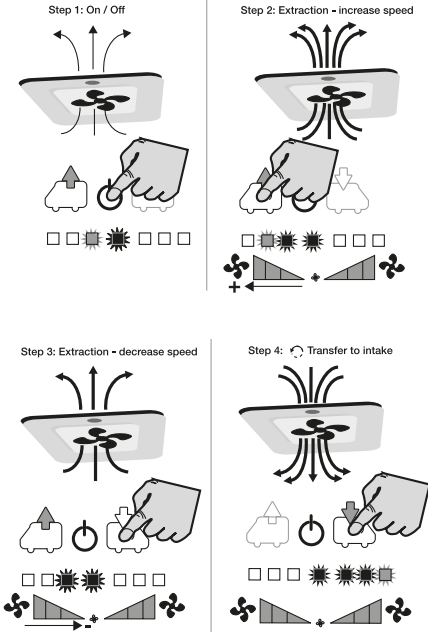 Step 1: On / Off
Step 2: Extraction - increase speed
+
Step 3: Extraction - decrease speed
-
Step 4: Transfer to intake